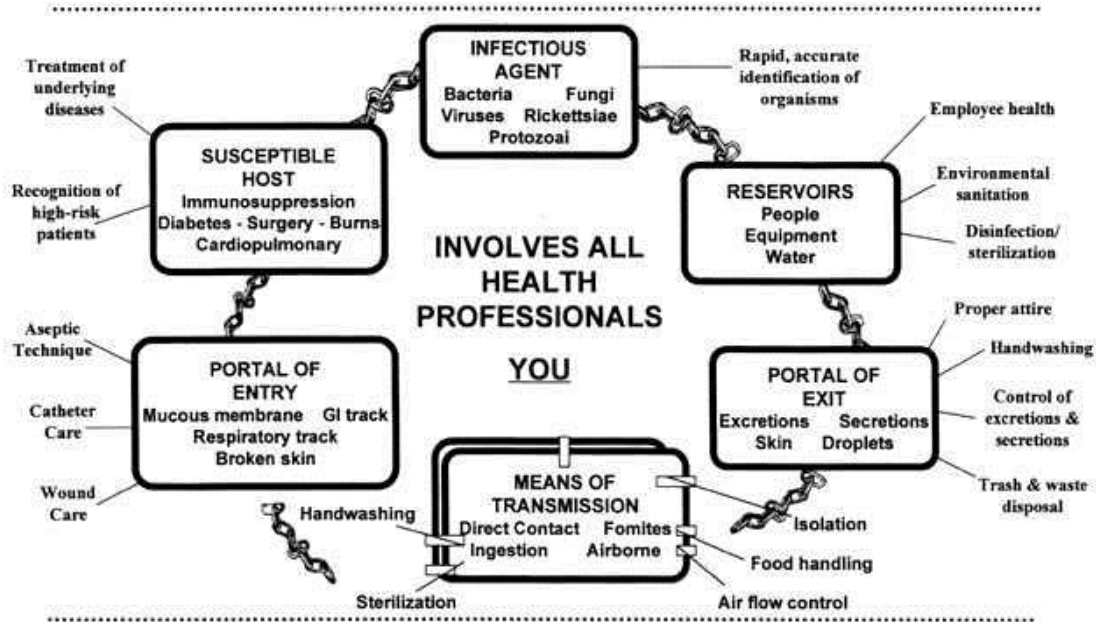 INFECTIOUS
AGENT
Bacteria Fungi
Viruses Rickettsiae
Protozoai
Rapid, accurate
identification of
organisms
Treatment of
underlying
diseases
Recognition of
high-risk
patients
SUSCEPTIBLE
HOST
Immunosuppression
Diabetes - Surgery - Burns
Cardiopulmonary
Employee health
Environmental
sanitation
Disinfection/
sterilization
RESERVOIRS
People
Equipment
Water
INVOLVES ALL
HEALTH
PROFESSIONALS
YOU
Aseptic
Technique
Catheter
Care
Wound
Care
PORTAL OF
ENTRY
Mucous membrane GI track
Respiratory track
Broken skin
Proper attire
Handwashing
Control of
excretions &
secretions
Trash & waste
disposal
PORTAL OF
EXIT
Excretions Secretions
Skin Droplets
MEANS OF
TRANSMISSION
Direct Contact Fomites
Ingestion Airborne
Handwashing
Sterilization
Isolation
Food handling
Air flow control